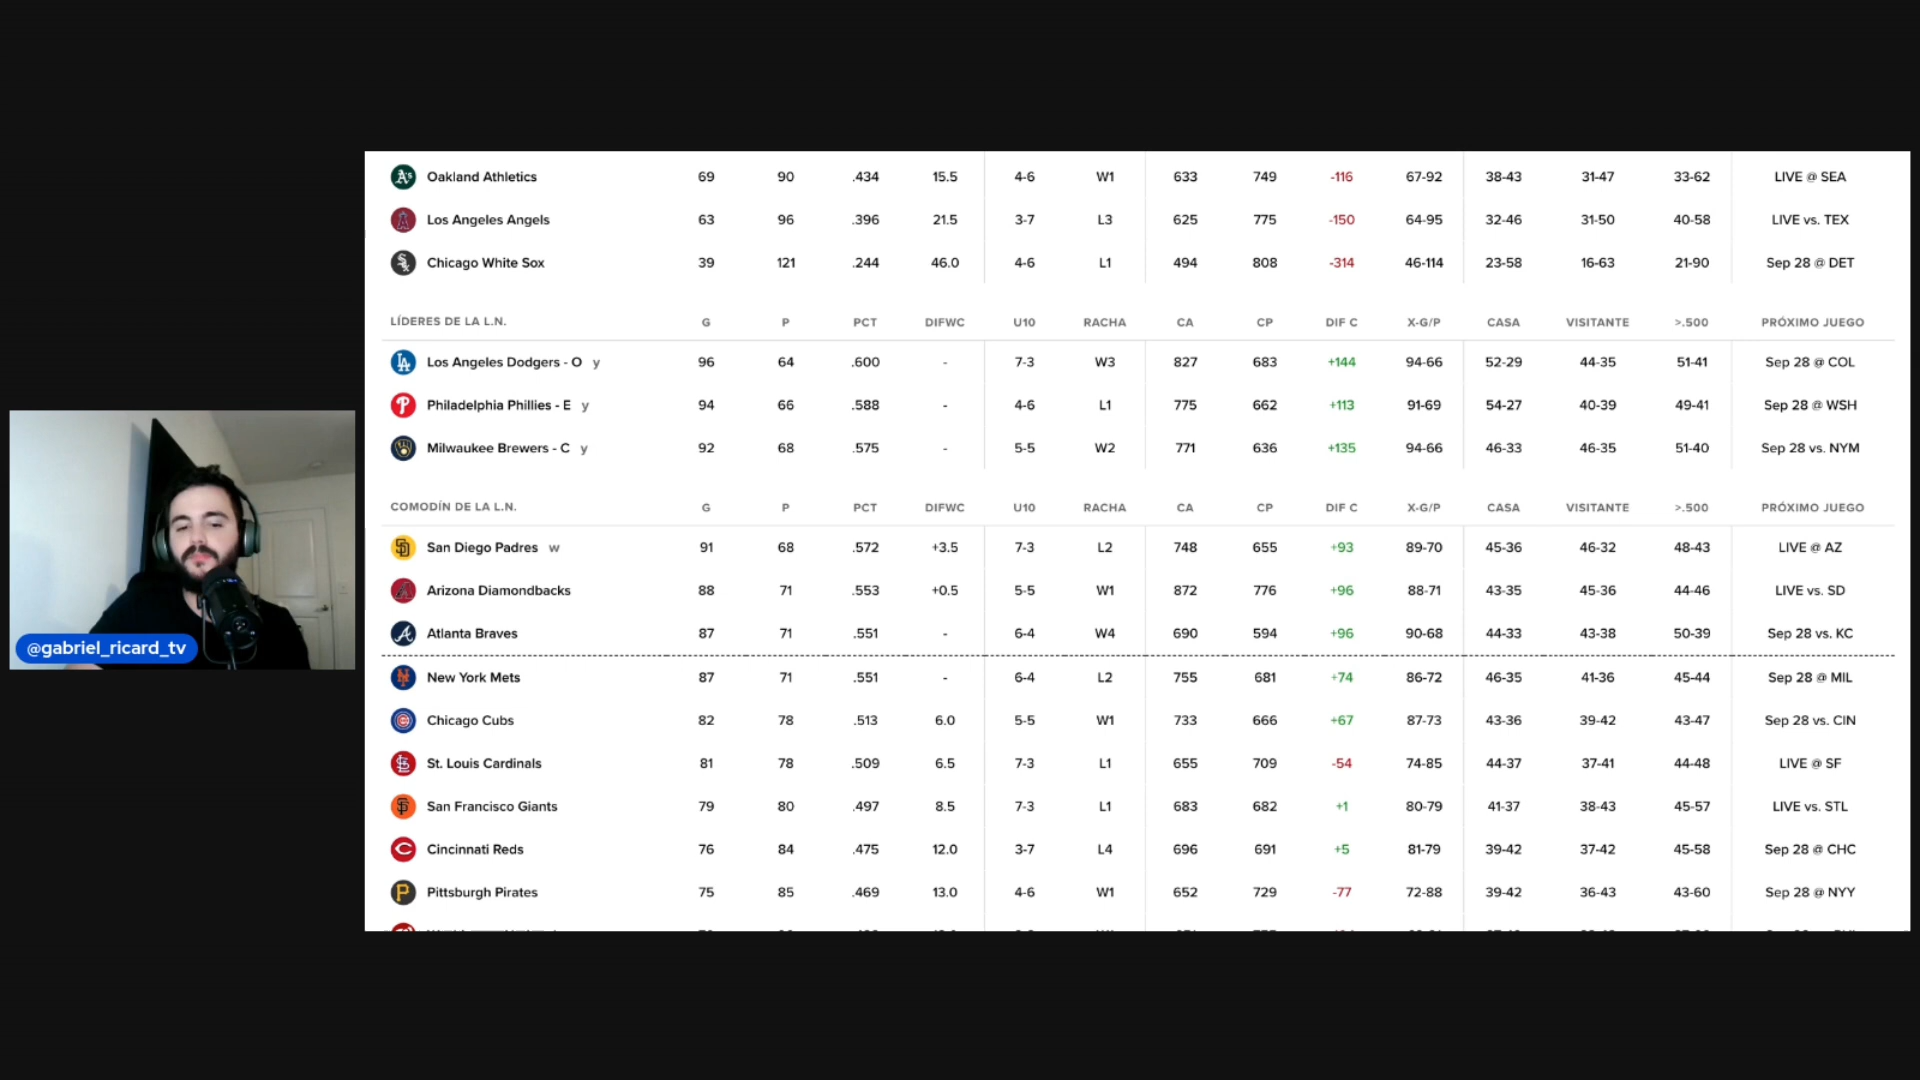 Oakland Athletics 69 90 .434 15.5 4-6 W1 633 749 -116 67-92 38-43 31-47 33-62 LIVE @ SEA
Los Angeles Angels 63 96 .396 21.5 3-7 L3 625 775 -150 64-95 32-46 31-50 40-58 LIVE vs. TEX
Chicago White Sox 39 121 .244 46.0 4-6 L1 494 808 -314 46-114 23-58 16-63 21-90 Sep 28 @ DET
LÍDERES DE LA L.N. G P PCT DIFWC U10 RACHA CA CP DIF C X-G/P CASA VISITANTE >.500 PRÓXIMO JUEGO
Los Angeles Dodgers - O y 96 64 .600 - 7-3 W3 827 683 +144 94-66 52-29 44-35 51-41 Sep 28 @ COL
Philadelphia Phillies - E y 94 66 .588 - 4-6 L1 775 662 +113 91-69 54-27 40-39 49-41 Sep 28 @ WSH
Milwaukee Brewers - C y 92 68 .575 - 5-5 W2 771 636 +135 94-66 46-33 46-35 51-40 Sep 28 vs. NYM
COMODÍN DE LA L.N. G P PCT DIFWC U10 RACHA CA CP DIF C X-G/P CASA VISITANTE >.500 PRÓXIMO JUEGO
San Diego Padres w 91 68 .572 +3.5 7-3 L2 748 655 +93 89-70 45-36 46-32 48-43 LIVE @ AZ
Arizona Diamondbacks 88 71 .553 +0.5 5-5 W1 872 776 +96 88-71 43-35 45-36 44-46 LIVE vs. SD
Atlanta Braves 87 71 .551 - 6-4 W4 690 594 +96 90-68 44-33 43-38 50-39 Sep 28 vs. KC
New York Mets 87 71 .551 - 6-4 L2 755 681 +74 86-72 46-35 41-36 45-44 Sep 28 @ MIL
Chicago Cubs 82 78 .513 6.0 5-5 W1 733 666 +67 87-73 43-36 39-42 43-47 Sep 28 vs. CIN
St. Louis Cardinals 81 78 .509 6.5 7-3 L1 655 709 -54 74-85 44-37 37-41 44-48 LIVE @ SF
San Francisco Giants 79 80 .497 8.5 7-3 L1 683 682 +1 80-79 41-37 38-43 45-57 LIVE vs. STL
Cincinnati Reds 76 84 .475 12.0 3-7 L4 696 691 +5 81-79 39-42 37-42 45-58 Sep 28 @ CHC
Pittsburgh Pirates 75 85 .469 13.0 4-6 W1 652 729 -77 72-88 39-42 36-43 43-60 Sep 28 @ NYY
@gabriel_ricard_tv